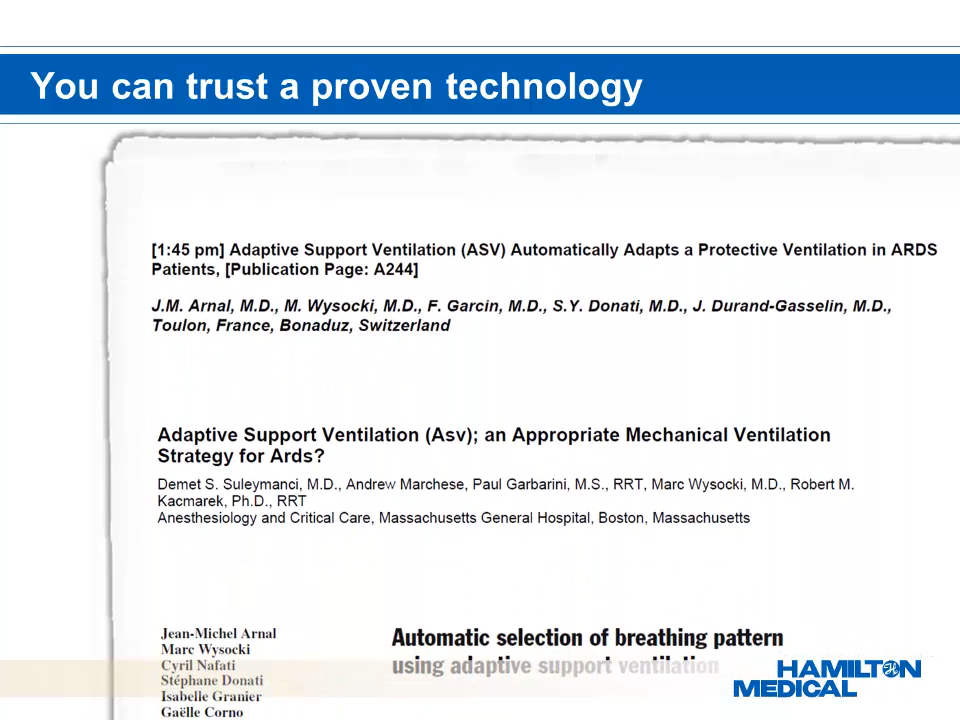 You can trust a proven technology
[1:45 pm] Adaptive Support Ventilation (ASV) Automatically Adapts a Protective Ventilation in ARDS
Patients, [Publication Page: A244]
J.M. Arnal, M.D., M. Wysocki, M.D., F. Garcin, M.D., S.Y. Donati, M.D., J. Durand-Gasselin, M.D.,
Toulon, France, Bonaduz, Switzerland
Adaptive Support Ventilation (Asv); an Appropriate Mechanical Ventilation
Strategy for Ards?
Demet S. Suleymanci, M.D., Andrew Marchese, Paul Garbarini, M.S., RRT, Marc Wysocki, M.D., Robert M.
Kacmarek, Ph.D., RRT
Anesthesiology and Critical Care, Massachusetts General Hospital, Boston, Massachusetts
Jean-Michel Arnal
Marc Wysocki
Cyril Nafati
Stéphane Donati
Isabelle Granier
Gaëlle Corno
Automatic selection of breathing pattern
using adaptive support ventilation
HAMILTON
MEDICAL